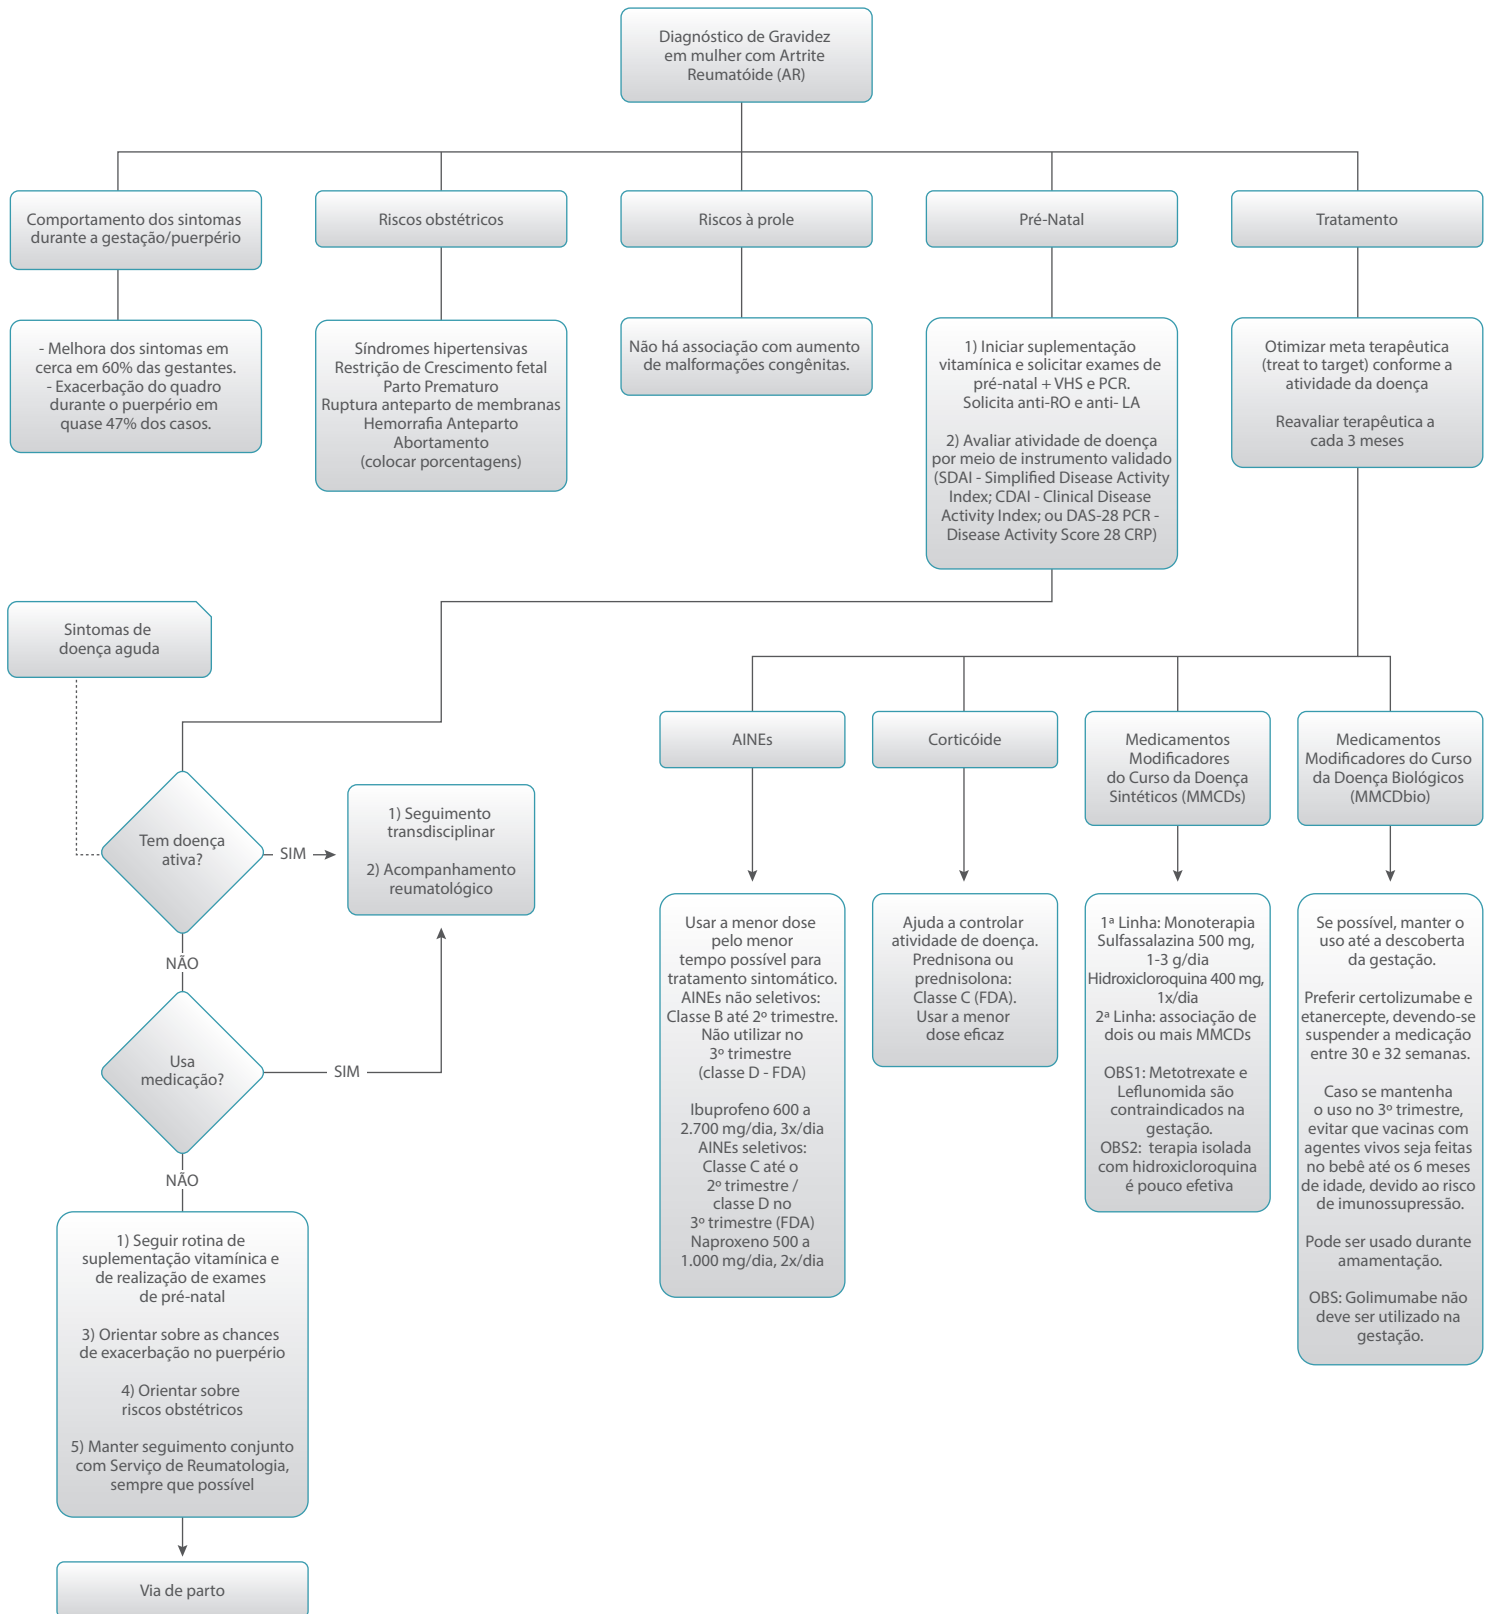 Diagnóstico de Gravidez
em mulher com Artrite
Reumatóide (AR)
Comportamento dos sintomas
durante a gestação/puerpério
Riscos obstétricos
Riscos à prole
Pré-Natal
Tratamento
- Melhora dos sintomas em
cerca em 60% das gestantes.
- Exacerbação do quadro
durante o puerpério em
quase 47% dos casos.
Síndromes hipertensivas
Restrição de Crescimento fetal
Parto Prematuro
Ruptura anteparto de membranas
Hemorrafia Anteparto
Abortamento
(colocar porcentagens)
Não há associação com aumento
de malformações congênitas.
1) Iniciar suplementação
vitamínica e solicitar exames de
pré-natal + VHS e PCR.
Solicita anti-RO e anti- LA
2) Avaliar atividade de doença
por meio de instrumento validado
(SDAI - Simplified Disease Activity
Index; CDAI - Clinical Disease
Activity Index; ou DAS-28 PCR -
Disease Activity Score 28 CRP)
Otimizar meta terapêutica
(treat to target) conforme a
atividade da doença
Reavaliar terapêutica a
cada 3 meses
Sintomas de
doença aguda
Tem doença
ativa?
SIM
1) Seguimento
transdisciplinar
2) Acompanhamento
reumatológico
NÃO
Usa
medicação?
SIM
NÃO
1) Seguir rotina de
suplementação vitamínica e
de realização de exames
de pré-natal
3) Orientar sobre as chances
de exacerbação no puerpério
4) Orientar sobre
riscos obstétricos
5) Manter seguimento conjunto
com Serviço de Reumatologia,
sempre que possível
Via de parto
AINEs
Corticóide
Medicamentos
Modificadores
do Curso da Doença
Sintéticos (MMCDs)
Medicamentos
Modificadores do Curso
da Doença Biológicos
(MMCDbio)
Usar a menor dose
pelo menor
tempo possível para
tratamento sintomático.
AINEs não seletivos:
Classe B até 2º trimestre.
Não utilizar no
3º trimestre
(classe D - FDA)
Ibuprofeno 600 a
2.700 mg/dia, 3x/dia
AINEs seletivos:
Classe C até o
2º trimestre /
classe D no
3º trimestre (FDA)
Naproxeno 500 a
1.000 mg/dia, 2x/dia
Ajuda a controlar
atividade de doença.
Prednisona ou
prednisolona:
Classe C (FDA).
Usar a menor
dose eficaz
1ª Linha: Monoterapia
Sulfassalazina 500 mg,
1-3 g/dia
Hidroxicloroquina 400 mg,
1x/dia
2ª Linha: associação de
dois ou mais MMCDs
OBS1: Metotrexate e
Leflunomida são
contraindicados na
gestação.
OBS2: terapia isolada
com hidroxicloroquina
é pouco efetiva
Se possível, manter o
uso até a descoberta
da gestação.
Preferir certolizumabe e
etanercepte, devendo-se
suspender a medicação
entre 30 e 32 semanas.
Caso se mantenha
o uso no 3º trimestre,
evitar que vacinas com
agentes vivos seja feitas
no bebê até os 6 meses
de idade, devido ao risco
de imunossupressão.
Pode ser usado durante
amamentação.
OBS: Golimumabe não
deve ser utilizado na
gestação.